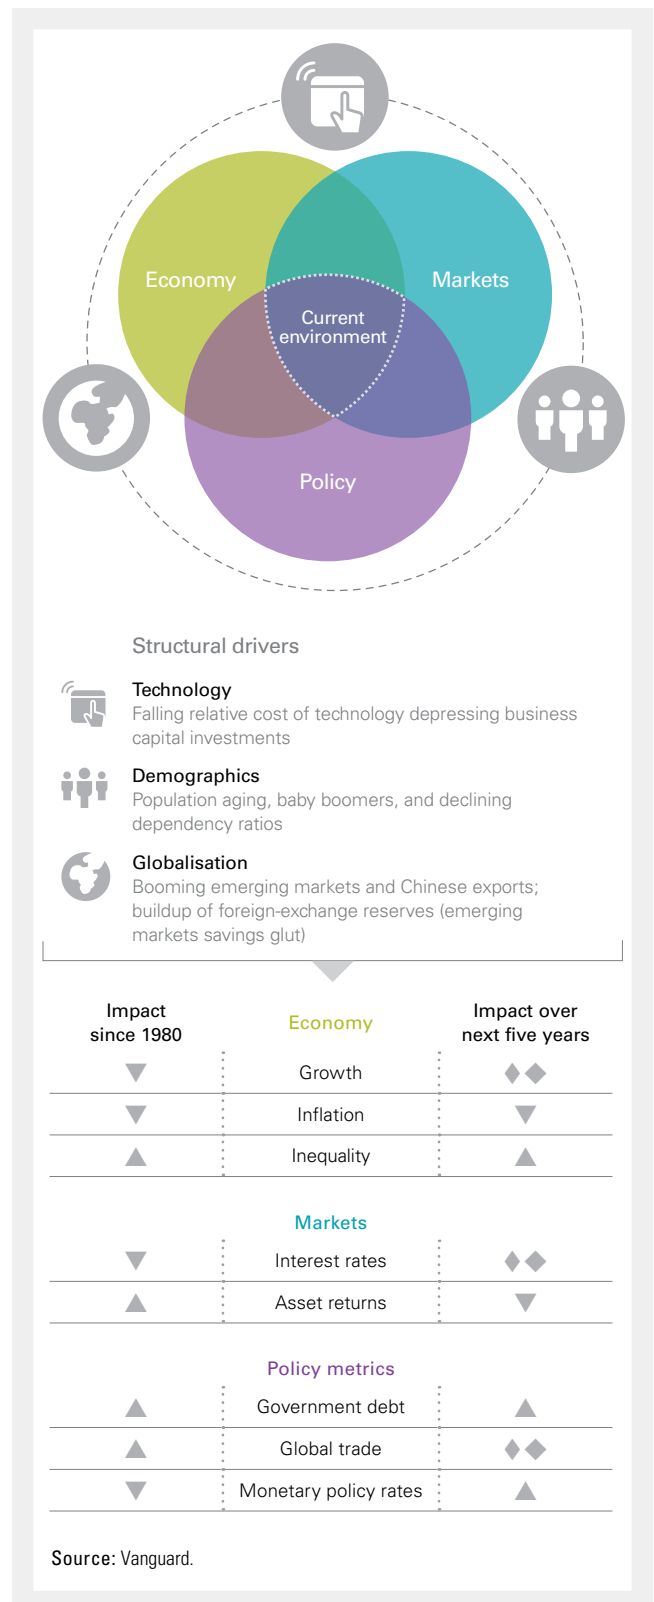 Economy
Markets
Current
environment
Policy
Structural drivers
Technology
Falling relative cost of technology depressing business
capital investments
Demographics
Population aging, baby boomers, and declining
dependency ratios
Globalisation
Booming emerging markets and Chinese exports;
buildup of foreign-exchange reserves (emerging
markets savings glut)
Impact
since 1980
Economy
Impact over
next five years
Growth
Inflation
Inequality
Markets
Interest rates
Asset returns
Policy metrics
Government debt
Global trade
Monetary policy rates
Source: Vanguard.